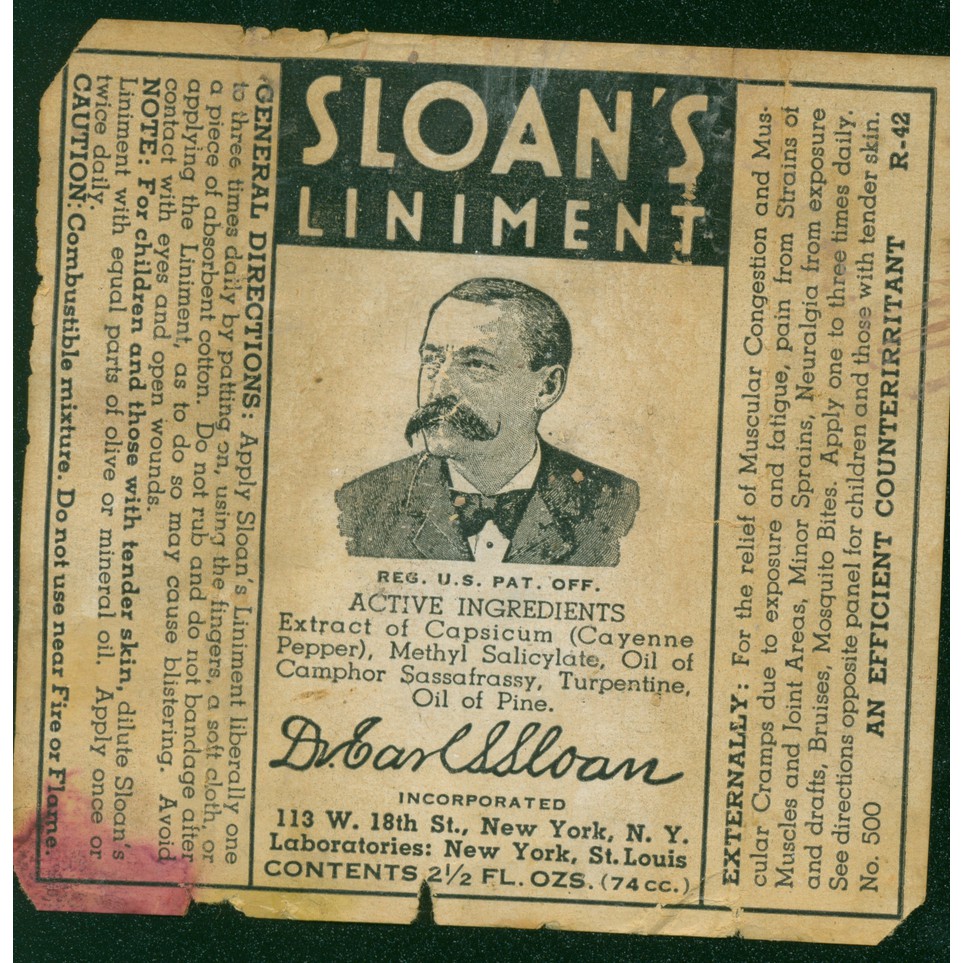 SLOAN'S
LINIMENT
REG. U.S. PAT. OFF.
ACTIVE INGREDIENTS
Extract of Capsicum (Cayenne
Pepper), Methyl Salicylate, Oil of
Camphor Sassafrassy, Turpentine,
Oil of Pine.
Dr. Earl S Sloan
INCORPORATED
113 W. 18th St., New York, N. Y.
Laboratories: New York, St. Louis
CONTENTS 2½ FL. OZS. (74 cc.)
GENERAL DIRECTIONS: Apply Sloan's Liniment liberally one
to three times daily by patting on, using the fingers, a soft cloth, or
a piece of absorbent cotton. Do not rub and do not bandage after
applying the Liniment, as to do so may cause blistering. Avoid
contact with eyes and open wounds.
NOTE: For children and those with tender skin, dilute Sloan's
Liniment with equal parts of olive or mineral oil. Apply once or
twice daily.
CAUTION: Combustible mixture. Do not use near Fire or Flame.
EXTERNALLY: For the relief of Muscular Congestion and Mus-
cular Cramps due to exposure and fatigue, pain from Strains of
Muscles and Joint Areas, Minor Sprains, Neuralgia from exposure
and drafts, Bruises, Mosquito Bites. Apply one to three times daily.
See directions opposite panel for children and those with tender skin.
No. 500 AN EFFICIENT COUNTERIRRITANT R-42